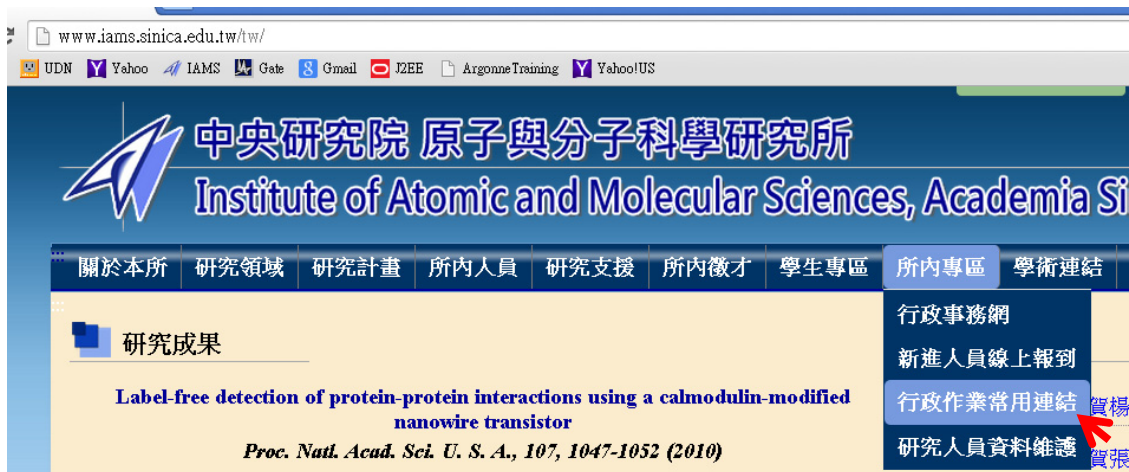 www.iams.sinica.edu.tw/tw/
UDN Yahoo IAMS Gate Gmail J2EE ArgonneTraining Yahoo!US
中央研究院 原子與分子科學研究所
Institute of Atomic and Molecular Sciences, Academia Si
關於本所 研究領域 研究計畫 所內人員 研究支援 所內徵才 學生專區 所內專區 學術連結
行政事務網
新進人員線上報到
行政作業常用連結
研究人員資料維護
研究成果
Label-free detection of protein-protein interactions using a calmodulin-modified
nanowire transistor
Proc. Natl. Acad. Sci. U. S. A., 107, 1047-1052 (2010)
賀楊
賀張